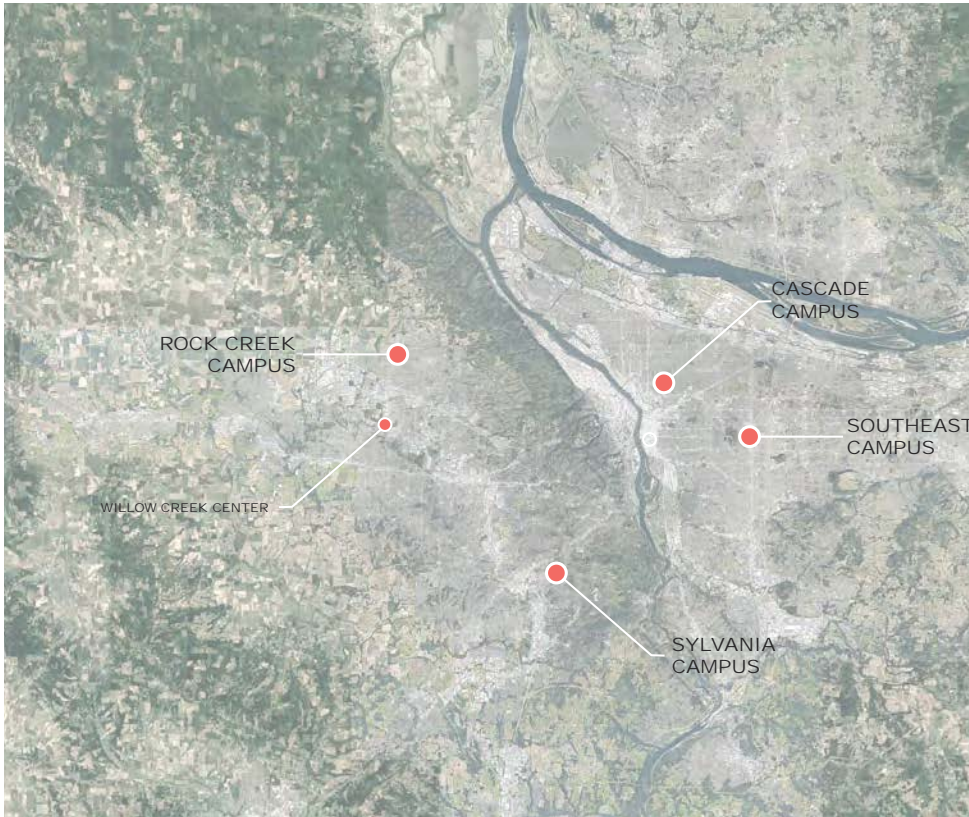 CASCADE
CAMPUS
ROCK CREEK
CAMPUS
SOUTHEAST
CAMPUS
WILLOW CREEK CENTER
SYLVANIA
CAMPUS